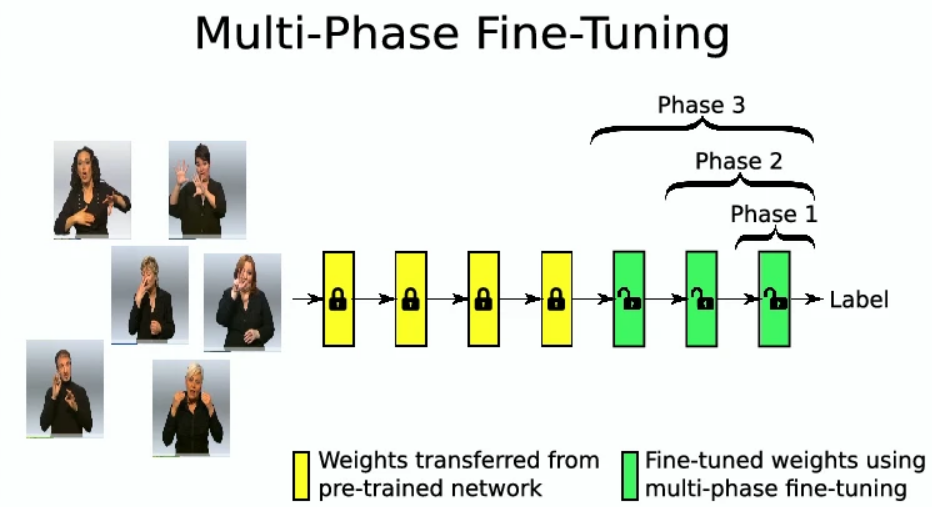 Multi-Phase Fine-Tuning
Phase 3
Phase 2
Phase 1
Label
Weights transferred from
pre-trained network
Fine-tuned weights using
multi-phase fine-tuning